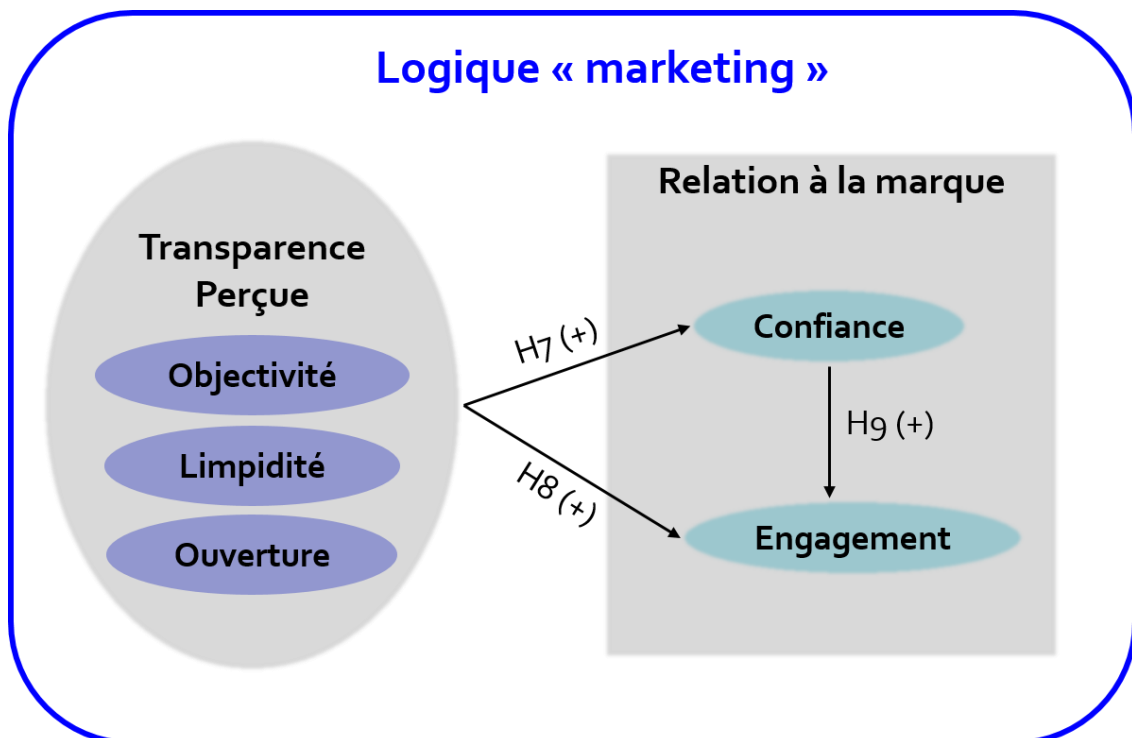 Logique « marketing »
Transparence
Perçue
Objectivité
Limpidité
Ouverture
H7 (+)
H8 (+)
Relation à la marque
Confiance
H9 (+)
Engagement